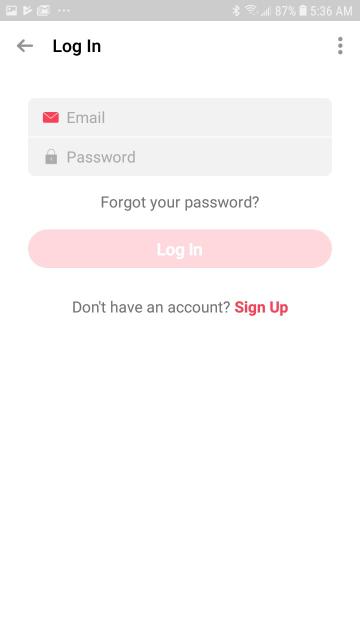 87% 5:36 AM
Log In
Email
Password
Forgot your password?
Log In
Don't have an account? Sign Up